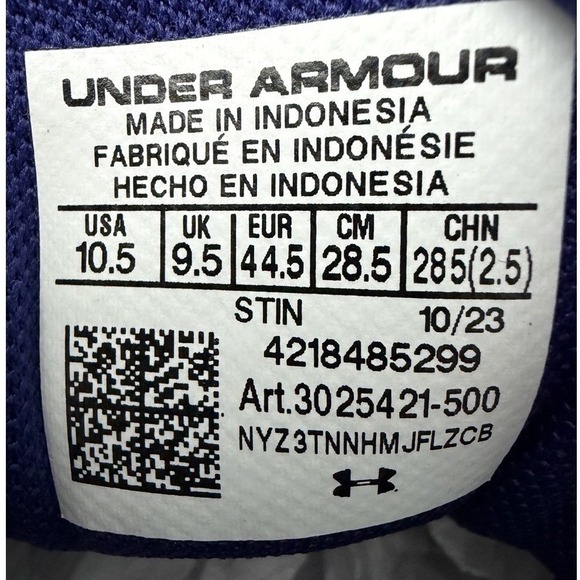 UNDER ARMOUR
MADE IN INDONESIA
FABRIQUÉ EN INDONÉSIE
HECHO EN INDONESIA
USA UK EUR CM CHN
10.5 9.5 44.5 28.5 285(2.5)
STIN 10/23
4218485299
Art.3025421-500
NYZ3TNNHMJFLZCB